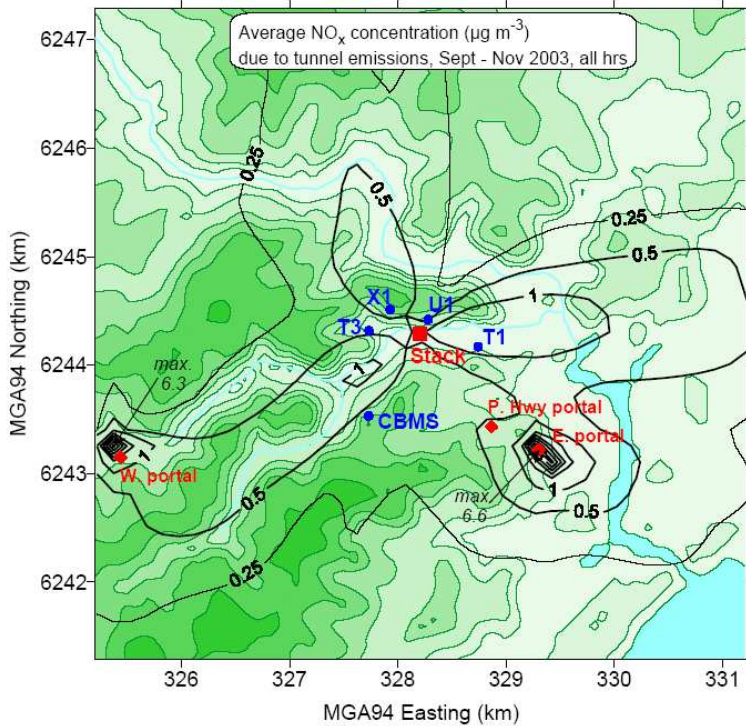 Average NOx concentration (µg m-3)
due to tunnel emissions, Sept - Nov 2003, all hrs
6247
6246
6245
6244
6243
6242
MGA94 Northing (km)
0.25
0.5
0.25
0.5
X1
U1
1
T3
T1
Stack
max.
6.3
1
P. Hwy portal
CBMS
E. portal
1
W. portal
max.
6.6
1
0.5
0.5
0.25
326
327
328
329
330
331
MGA94 Easting (km)